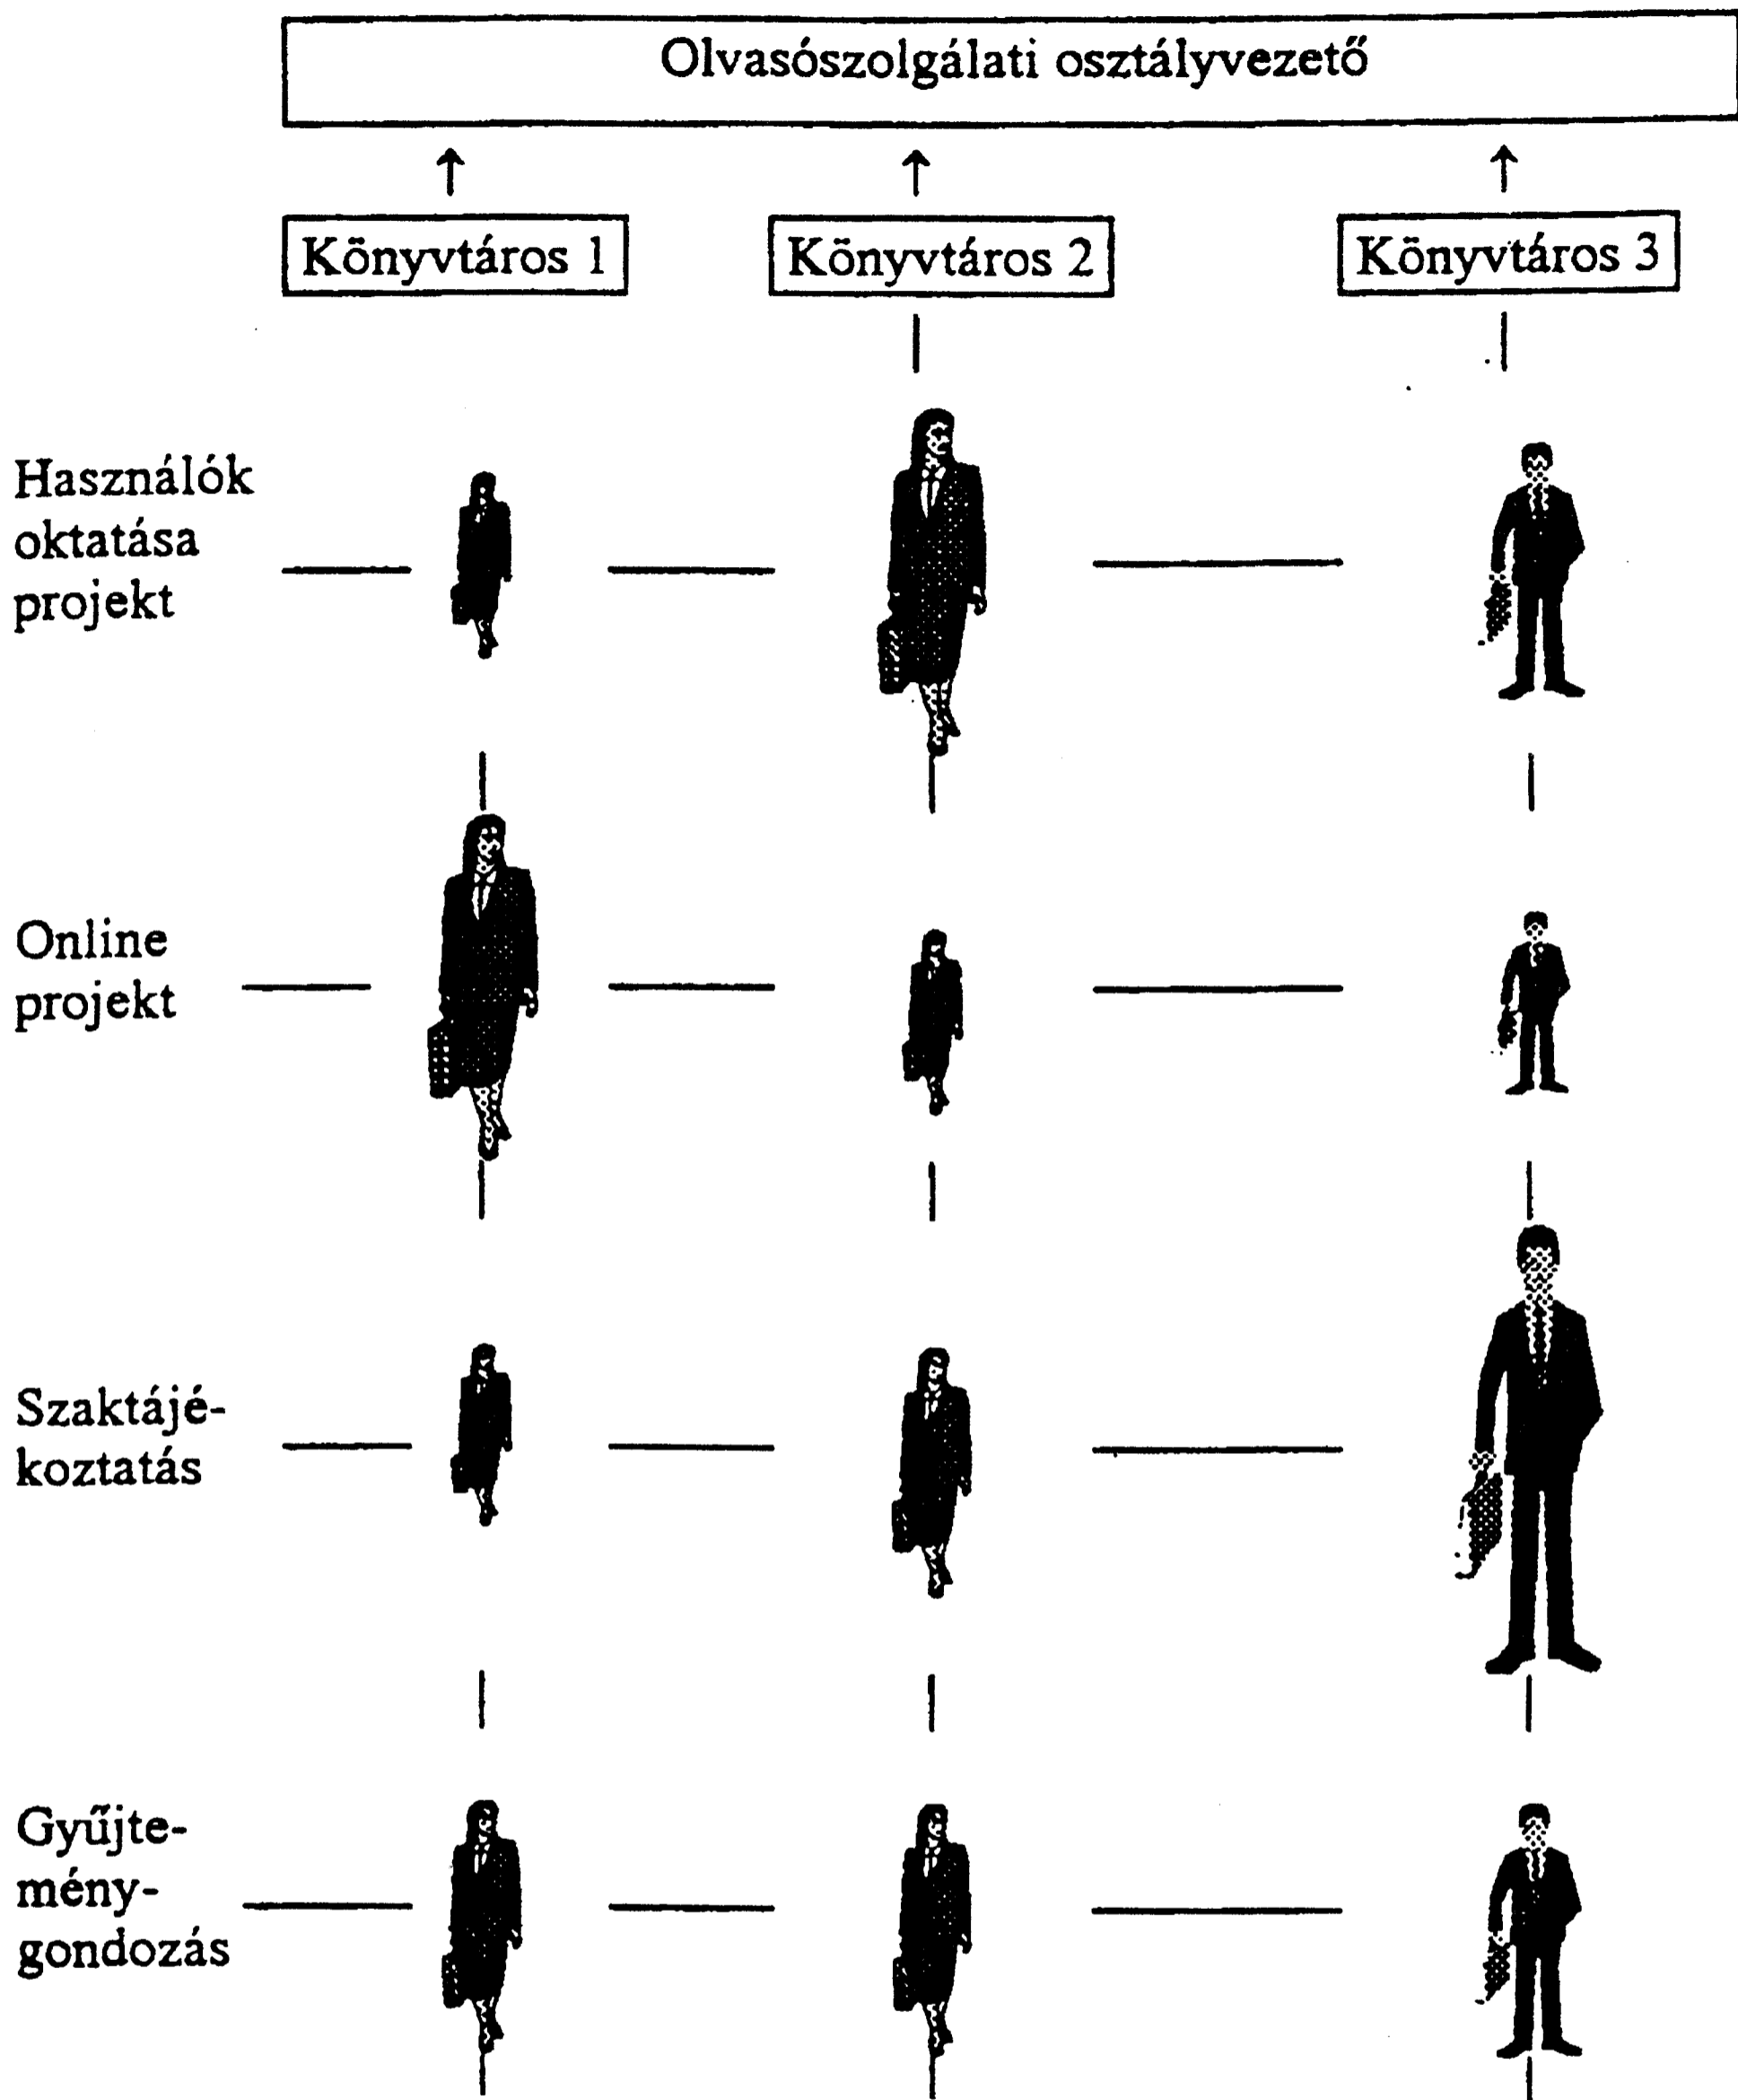 Olvasószolgálati osztályvezető
Könyvtáros 1
Könyvtáros 2
Könyvtáros 3
Használók
oktatása
projekt
Online
projekt
Szaktájé-
koztatás
Gyűjte-
mény-
gondozás